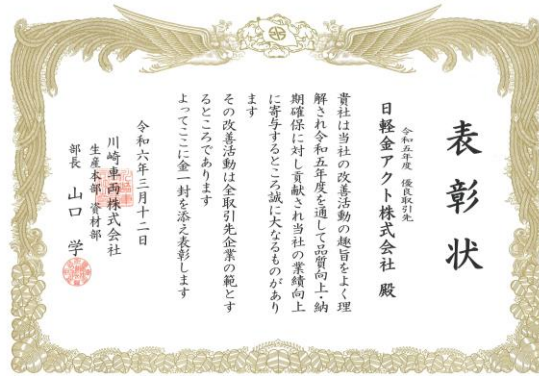 表彰状
令和五年度 優良取引先
日軽金アクト株式会社 殿
貴社は当社の改善活動の趣旨をよく理
解され令和五年度を通して品質向上・納
期確保に対し貢献され当社の業績向上
に寄与するところ誠に大なるものがあり
ます
その改善活動は全取引先企業の範とす
るところであります
よってここに金一封を添え表彰します
令和六年三月十二日
川崎車両株式会社
生産本部 資材部
部長 山口 学